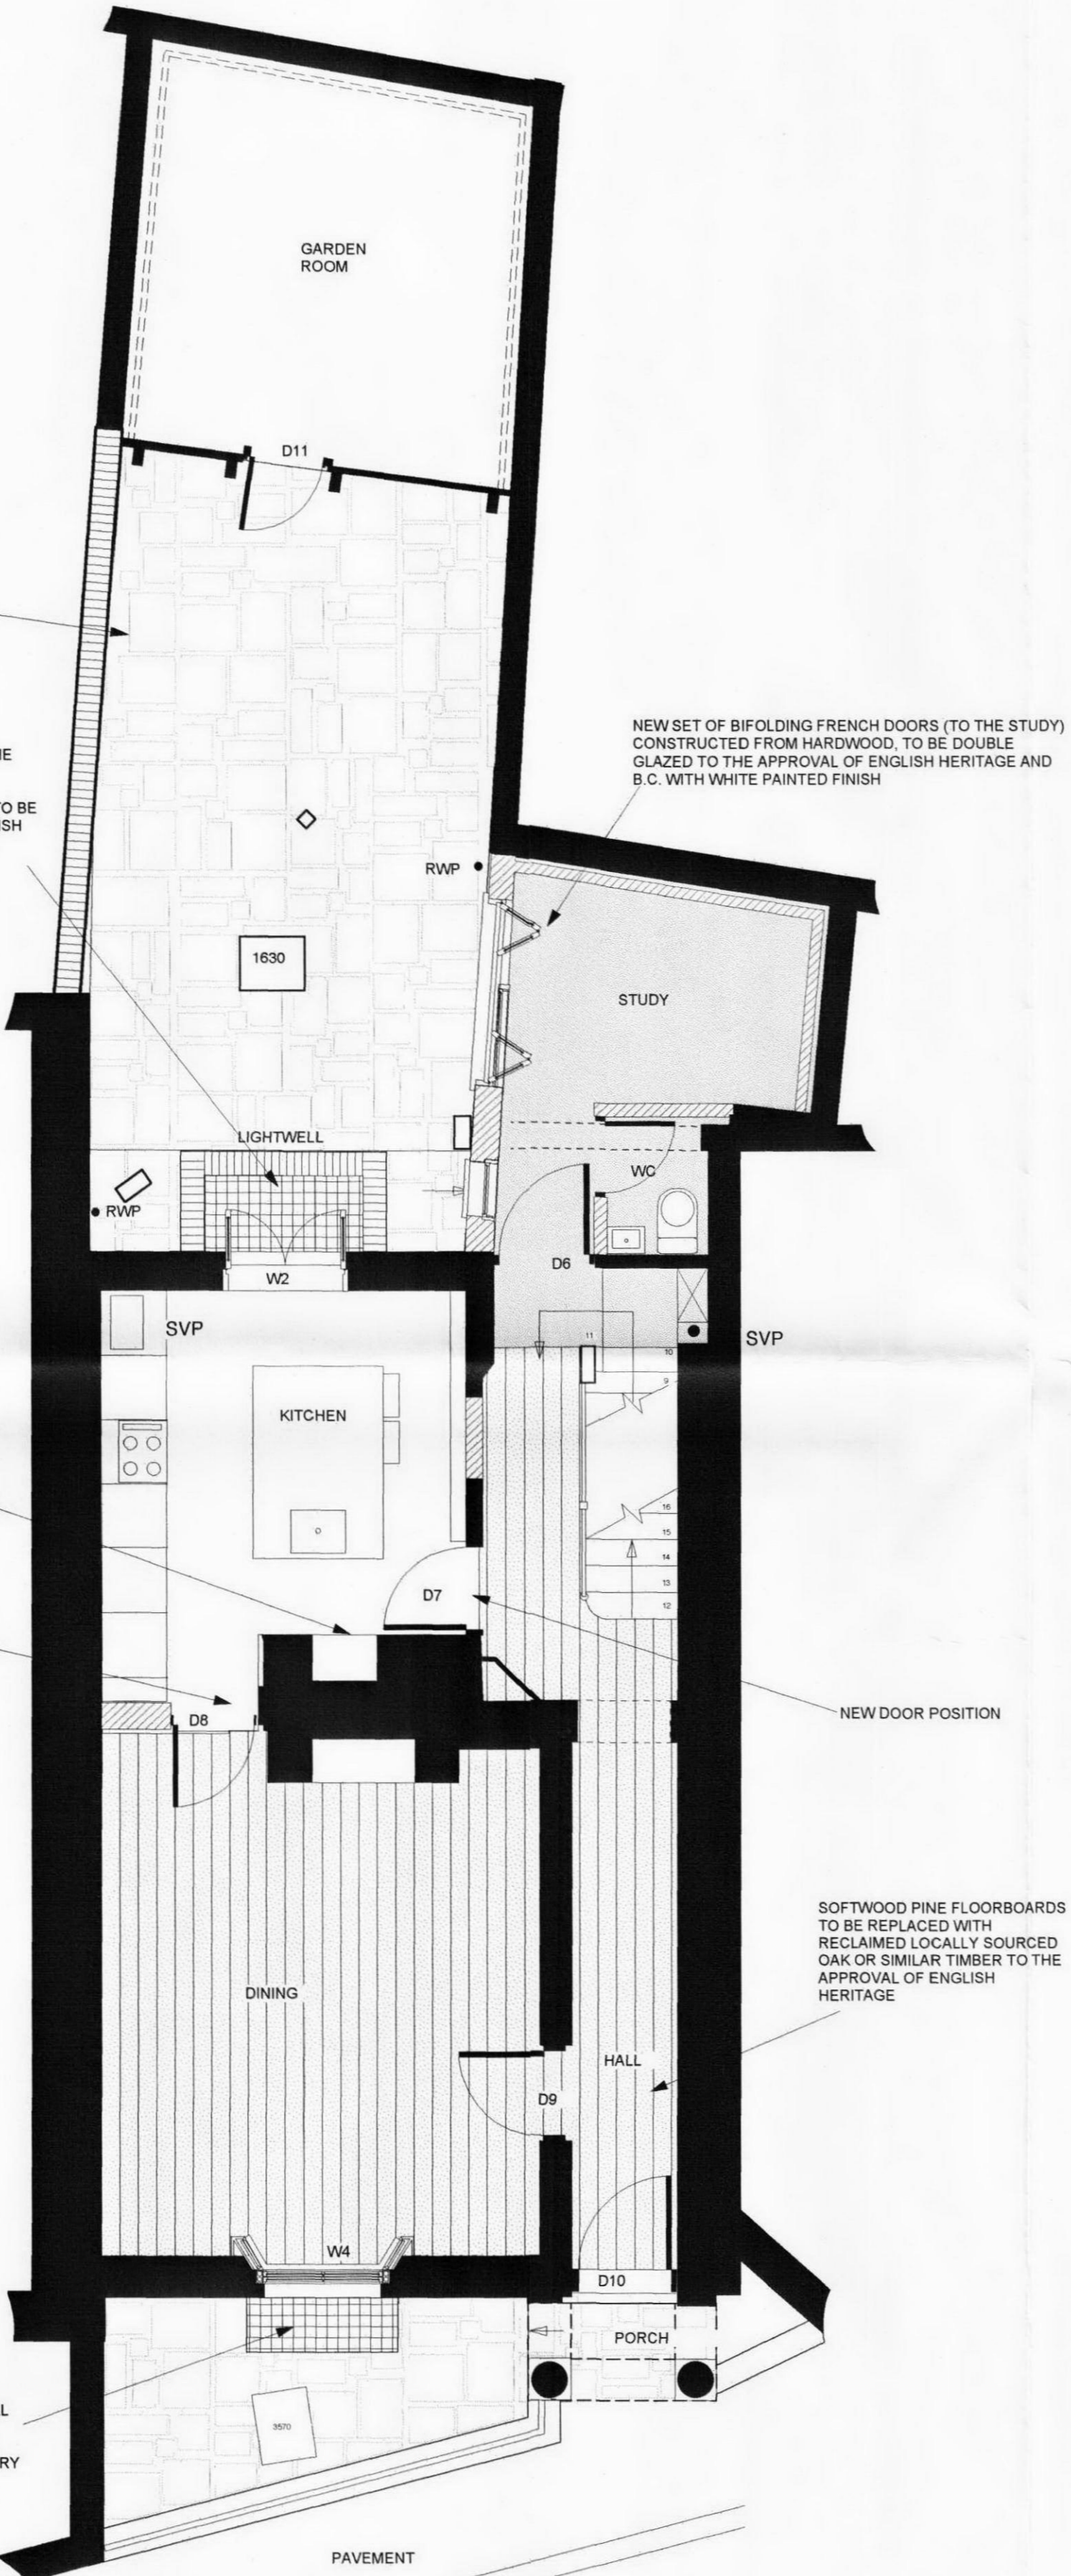 GARDEN
ROOM
D11
NEW SET OF BIFOLDING FRENCH DOORS (TO THE STUDY)
CONSTRUCTED FROM HARDWOOD, TO BE DOUBLE
GLAZED TO THE APPROVAL OF ENGLISH HERITAGE AND
B.C. WITH WHITE PAINTED FINISH
TO BE
RWP
1630
STUDY
LIGHTWELL
WC
RWP
D6
W2
SVP
SVP
11
10
9
KITCHEN
16
15
14
13
12
D7
NEW DOOR POSITION
D8
SOFTWOOD PINE FLOORBOARDS
TO BE REPLACED WITH
RECLAIMED LOCALLY SOURCED
OAK OR SIMILAR TIMBER TO THE
APPROVAL OF ENGLISH
HERITAGE
DINING
HALL
D9
W4
D10
PORCH
3570
PAVEMENT